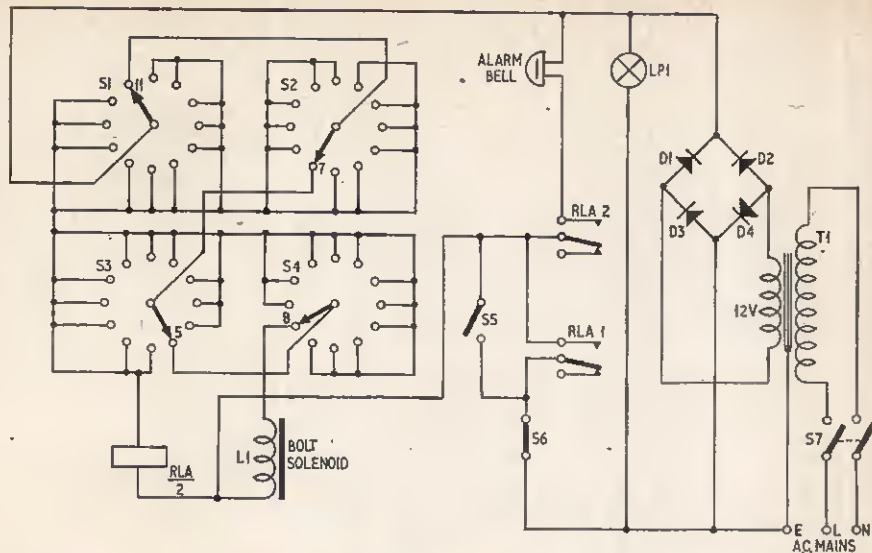 S1
11
S2
7
ALARM
BELL
LP1
D1
D2
D3
D4
T1
12V
RLA 2
S3
5
S4
8
S5
RLA 1
S6
S7
RLA
2
L1
BOLT
SOLENOID
E
L
N
A.C. MAINS